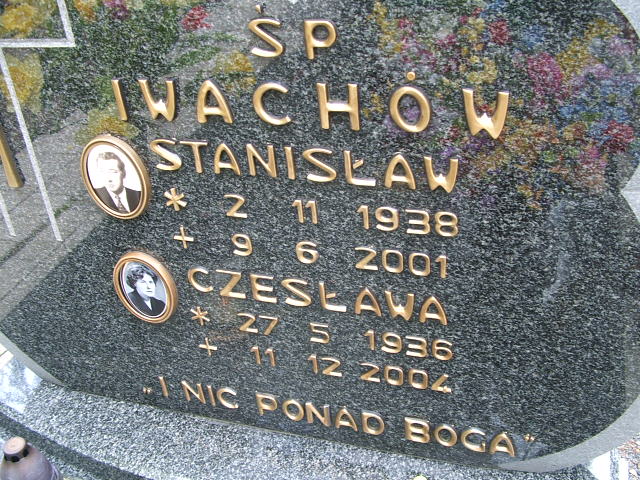 ŚP
IWACHÓW
STANISŁAW
* 2 11 1938
+ 9 6 2001
CZESŁAWA
* 27 5 1936
+ 11 12 2004
„I NIC PONAD BOGA”